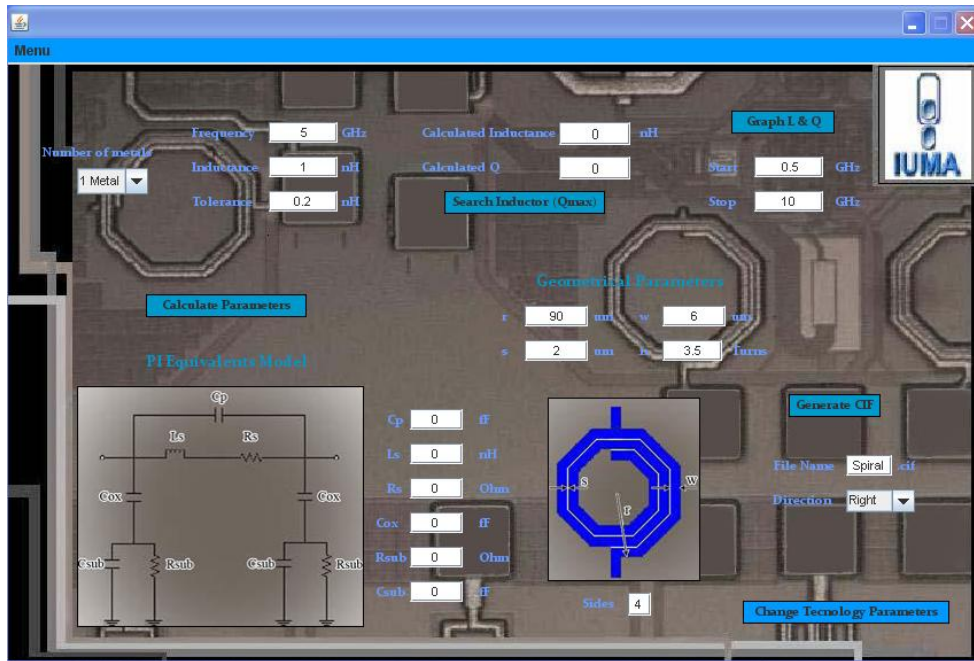 Menu
Number of metals
1 Metal
Frequency 5 GHz
Inductance 1 nH
Tolerance 0.2 nH
Calculated Inductance 0 nH
Calculated Q 0
Search Inductor (Qmax)
Graph L & Q
Start 0.5 GHz
Stop 10 GHz
IUMA
Calculate Parameters
Geometrical Parameters
r 90 um w 6 um
s 2 um 3.5 Turns
PI Equivalents Model
Cp
Ls Rs
Cox Cox
Csub Rsub Csub Rsub
Cp 0 fF
Ls 0 nH
Rs 0 Ohm
Cox 0 fF
Rsub 0 Ohm
Csub 0 fF
s w
r
Sides 4
Generate CIF
File Name Spiral .cif
Direction Right
Change Tecnology Parameters